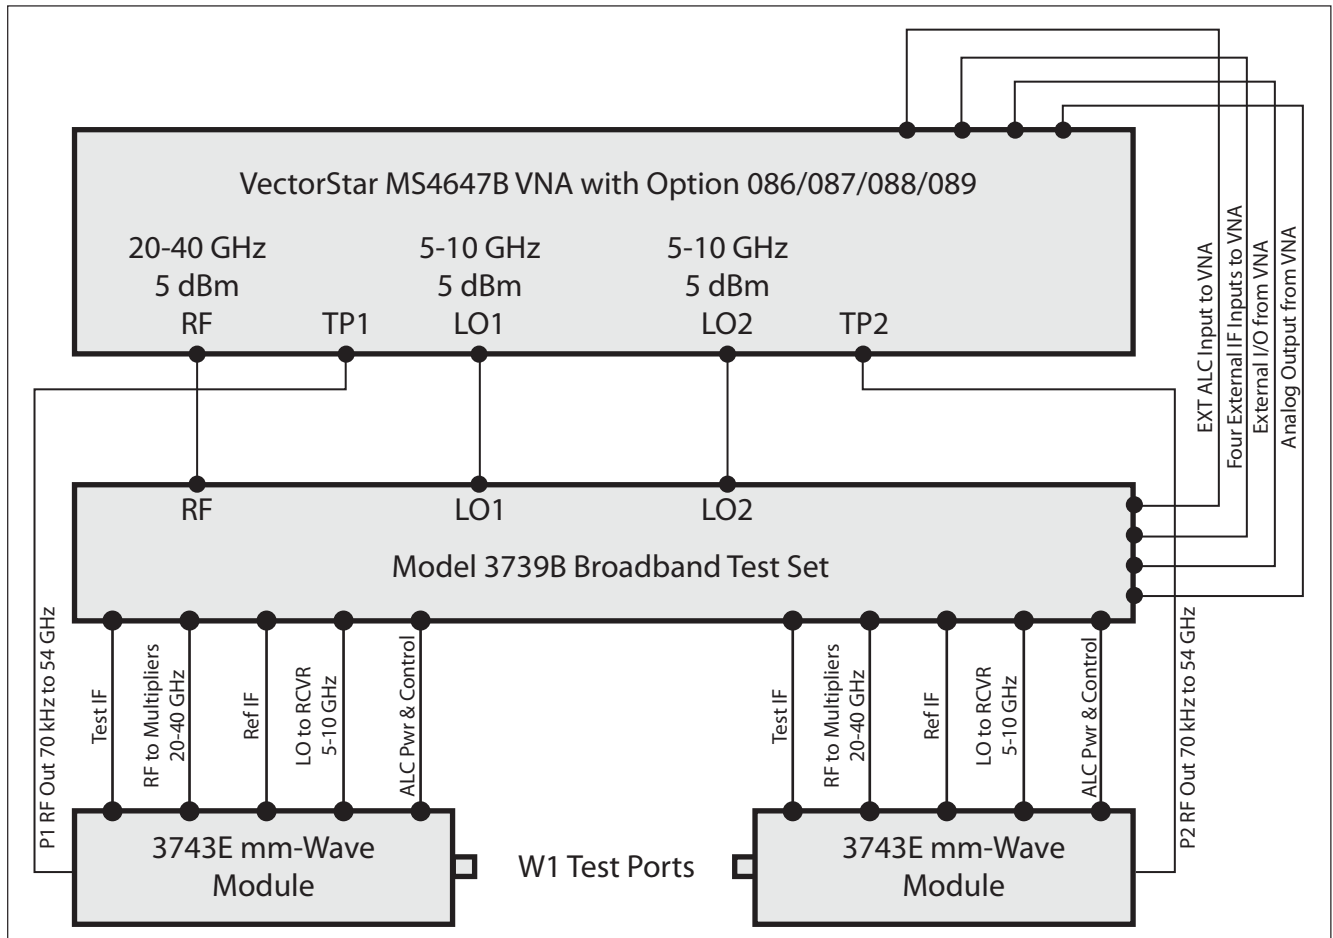 VectorStar MS4647B VNA with Option 086/087/088/089
20-40 GHz
5 dBm
RF
TP1
5-10 GHz
5 dBm
LO1
5-10 GHz
5 dBm
LO2
TP2
EXT ALC Input to VNA
Four External IF Inputs to VNA
External I/O from VNA
Analog Output from VNA
RF
LO1
LO2
Model 3739B Broadband Test Set
P1 RF Out 70 kHz to 54 GHz
Test IF
RF to Multipliers
20-40 GHz
Ref IF
LO to RCVR
5-10 GHz
ALC Pwr & Control
Test IF
RF to Multipliers
20-40 GHz
Ref IF
LO to RCVR
5-10 GHz
ALC Pwr & Control
P2 RF Out 70 kHz to 54 GHz
3743E mm-Wave
Module
W1 Test Ports
3743E mm-Wave
Module